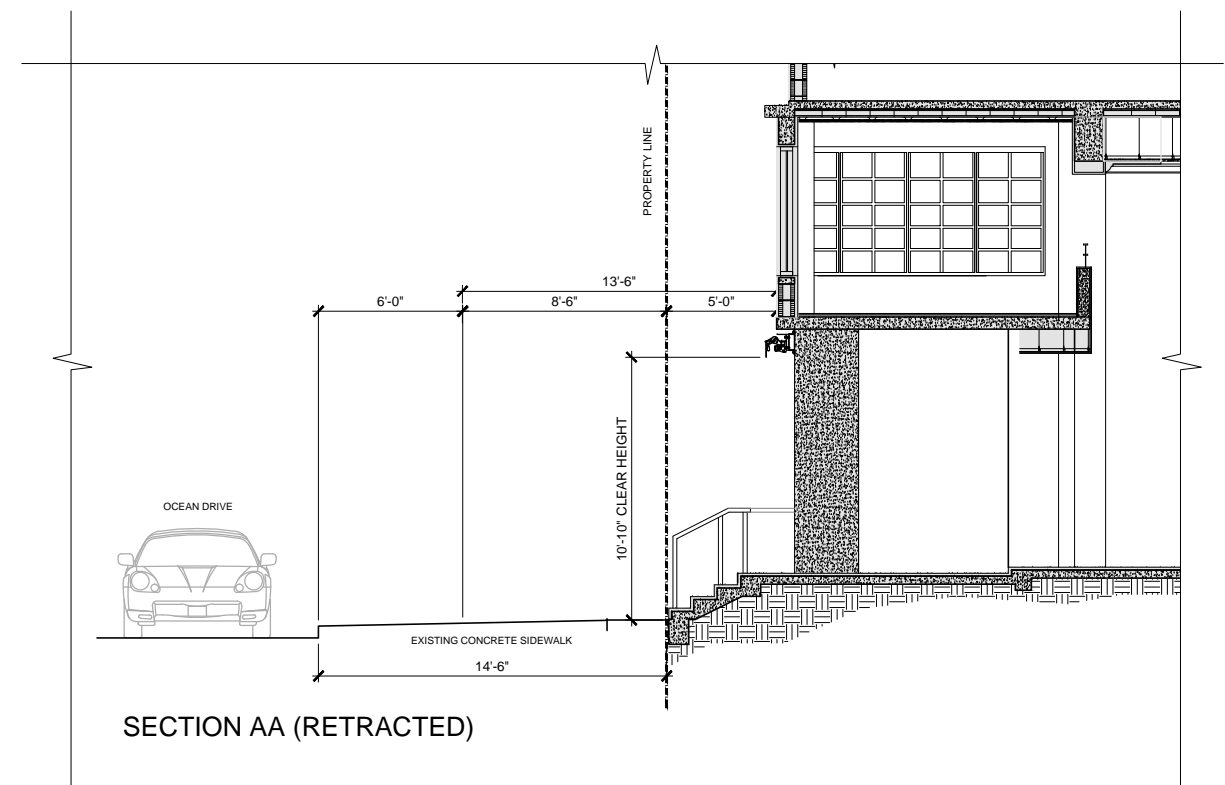 PROPERTY LINE
13'-6"
6'-0"
8'-6"
5'-0"
10'-10" CLEAR HEIGHT
OCEAN DRIVE
EXISTING CONCRETE SIDEWALK
14'-6"
SECTION AA (RETRACTED)